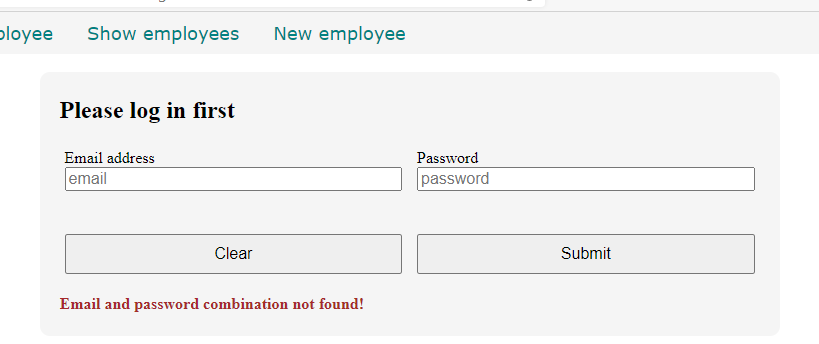 Show employees New employee
Please log in first
Email address Password
email password
Clear Submit
Email and password combination not found!